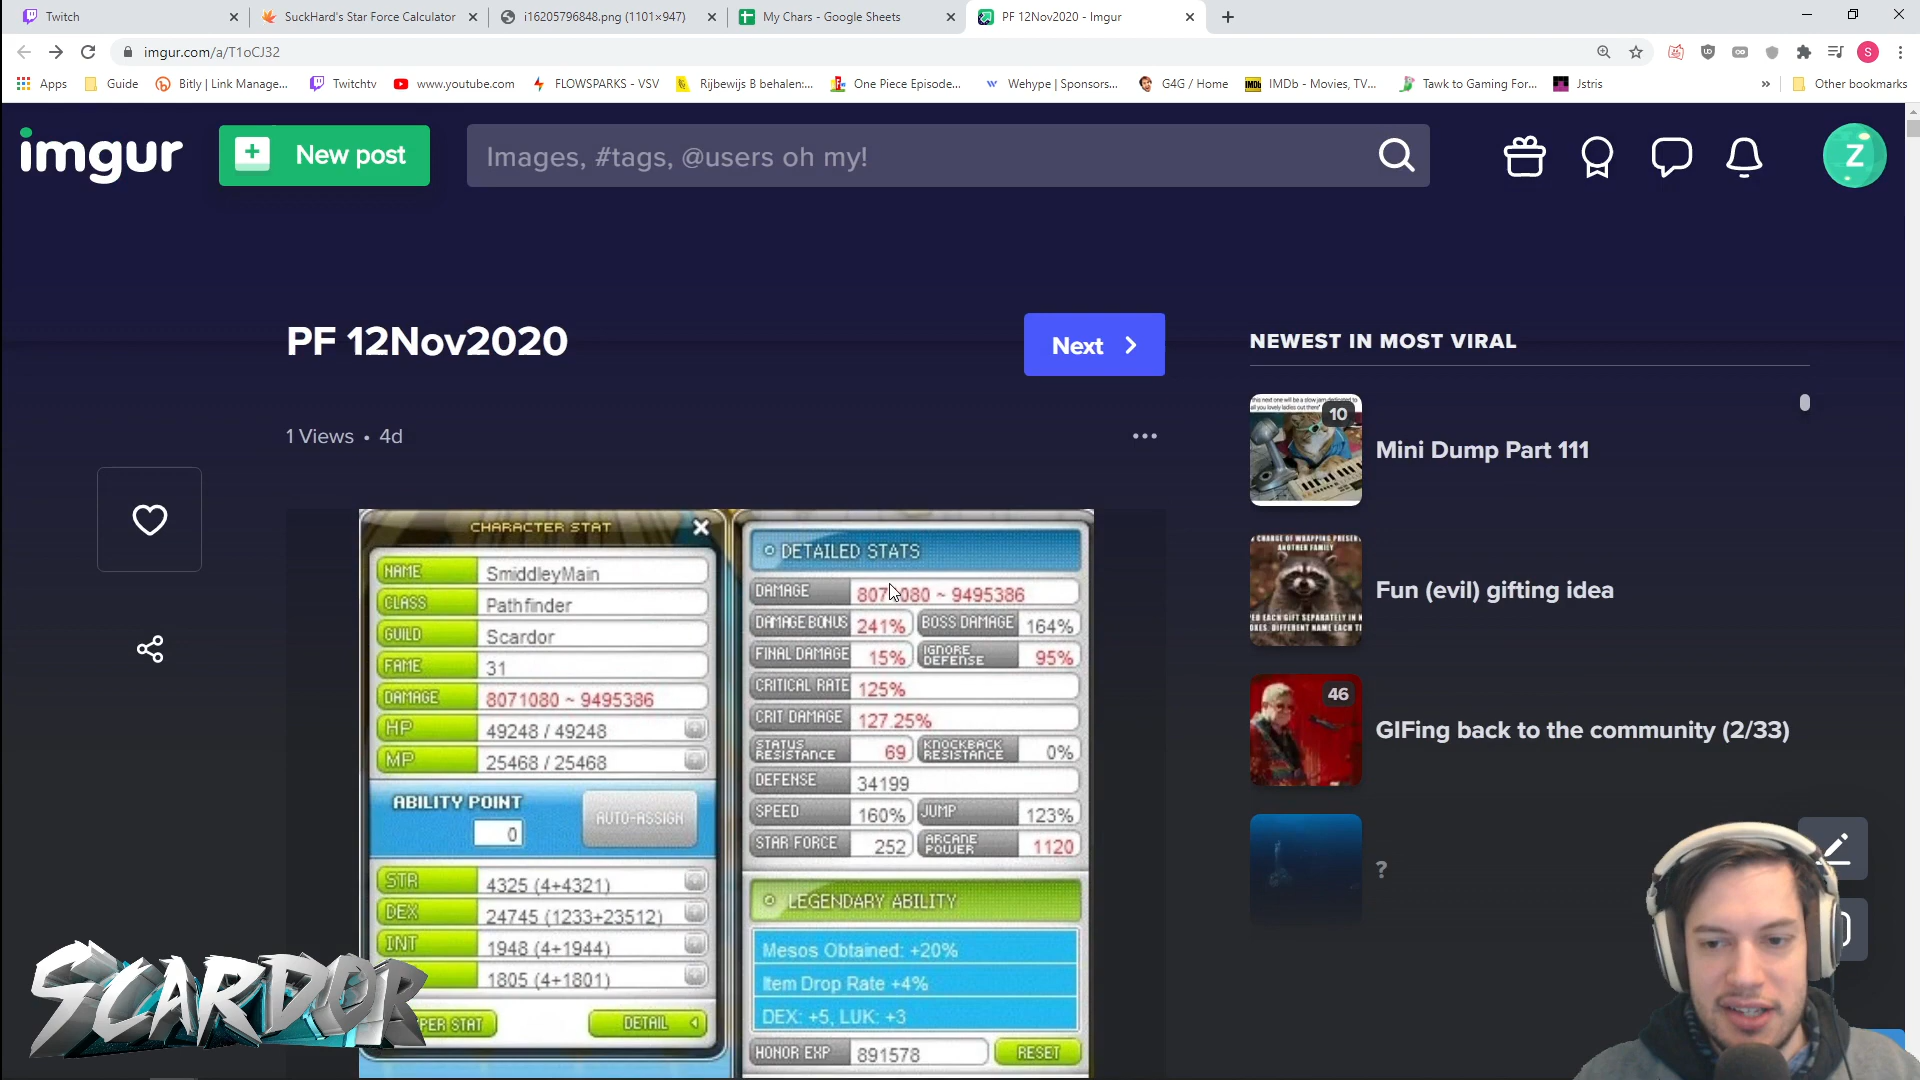 Twitch
SuckHard's Star Force Calculator
i16205796848.png (1101×947)
My Chars - Google Sheets
PF 12Nov2020 - Imgur
imgur.com/a/T1oCJ32
S
Apps
Guide
Bitly | Link Manage...
Twitchtv
www.youtube.com
FLOWSPARKS - VSV
Rijbewijs B behalen:...
One Piece Episode...
Wehype | Sponsors...
G4G / Home
IMDb - Movies, TV...
Tawk to Gaming For...
Jstris
»
Other bookmarks
imgur
New post
Images, #tags, @users oh my!
Z
PF 12Nov2020
Next
1 Views • 4d
CHARACTER STAT
NAME SmiddleyMain
CLASS Pathfinder
GUILD Scardor
FAME 31
DAMAGE 8071080 ~ 9495386
HP 49248 / 49248
MP 25468 / 25468
ABILITY POINT
0
AUTO-ASSIGN
STR 4325 (4+4321)
DEX 24745 (1233+23512)
INT 1948 (4+1944)
1805 (4+1801)
PER STAT
DETAIL
DETAILED STATS
DAMAGE 8071080 ~ 9495386
DAMAGE BONUS 241% BOSS DAMAGE 164%
FINAL DAMAGE 15% IGNORE DEFENSE 95%
CRITICAL RATE 125%
CRIT DAMAGE 127.25%
STATUS RESISTANCE 69 KNOCKBACK RESISTANCE 0%
DEFENSE 34199
SPEED 160% JUMP 123%
STAR FORCE 252 ARCANE POWER 1120
LEGENDARY ABILITY
Mesos Obtained: +20%
Item Drop Rate +4%
DEX: +5, LUK: +3
HONOR EXP 891578 RESET
NEWEST IN MOST VIRAL
10
Mini Dump Part 111
Fun (evil) gifting idea
46
GIFing back to the community (2/33)
?
SCARDOR